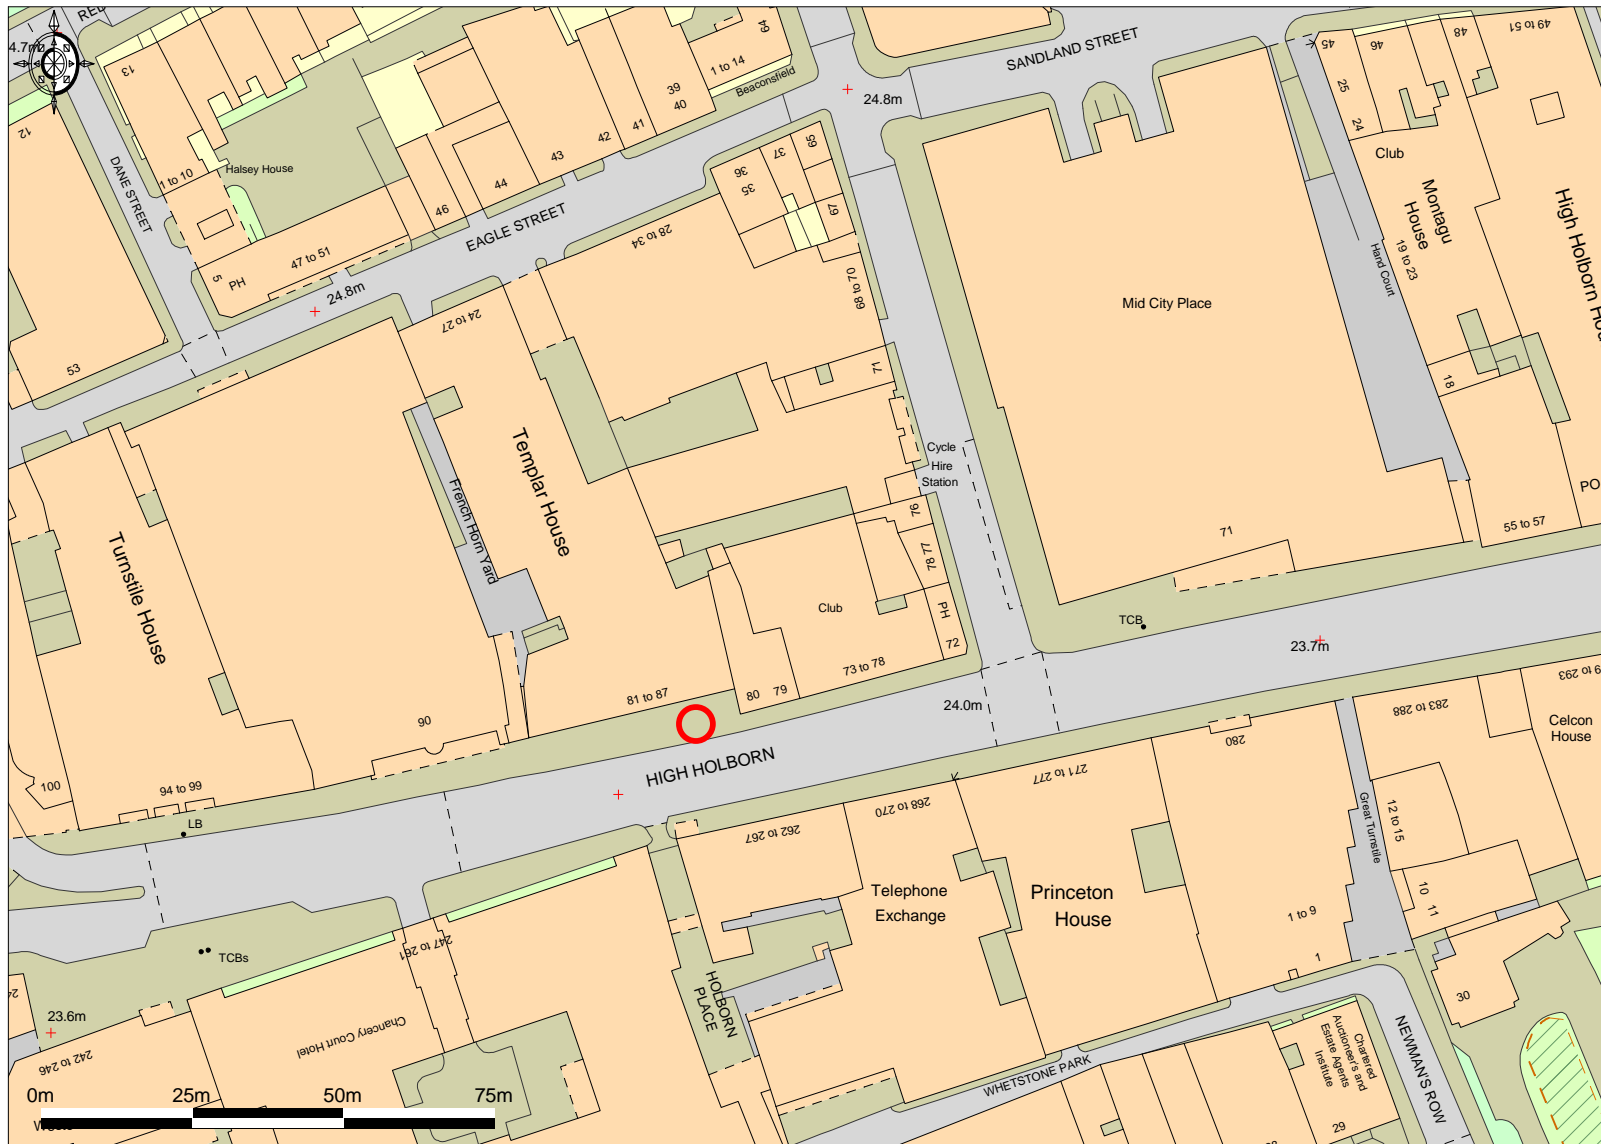 4.7m
13
12
DANE STREET
1 to 10
Halsey House
5
PH
47 to 51
46
44
43
42
41
40
39
1 to 14
64
Beaconsfield
EAGLE STREET
24.8m
53
24 to 27
28 to 34
35
36
37
65
67
68 to 70
71
24.8m
SANDLAND STREET
45
46
48
49 to 51
25
24
Club
Montagu
House
19 to 23
Hand Court
18
Mid City Place
PO
55 to 57
71
Cycle
Hire
Station
76
77 78
PH
72
Club
73 to 78
79
80
81 to 87
Templar House
French Horn Yard
Turnstile House
90
94 to 99
100
LB
TCB
23.7m
24.0m
HIGH HOLBORN
262 to 267
268 to 270
271 to 277
280
283 to 288
Celcon
House
Great Turnstile
12 to 15
10
11
1 to 9
1
30
Telephone
Exchange
Princeton
House
HOLBORN
PLACE
247 to 261
TCBs
23.6m
242 to 246
Chancery Court Hotel
WHETSTONE PARK
NEWMAN'S ROW
Chartered
Auctioneer's and
Estate Agents
Institute
29
0m
25m
50m
75m